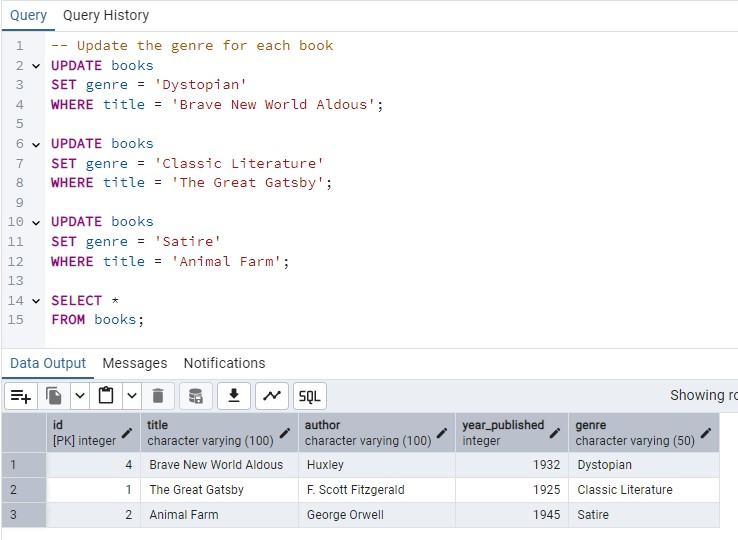 Query Query History
1 -- Update the genre for each book
2 UPDATE books
3 SET genre = 'Dystopian'
4 WHERE title = 'Brave New World Aldous';
5
6 UPDATE books
7 SET genre = 'Classic Literature'
8 WHERE title = 'The Great Gatsby';
9
10 UPDATE books
11 SET genre = 'Satire'
12 WHERE title = 'Animal Farm';
13
14 SELECT *
15 FROM books;
Data Output Messages Notifications
SQL Showing ro
id title author year_published genre
[PK] integer character varying (100) character varying (100) integer character varying (50)
1 4 Brave New World Aldous Huxley 1932 Dystopian
2 1 The Great Gatsby F. Scott Fitzgerald 1925 Classic Literature
3 2 Animal Farm George Orwell 1945 Satire